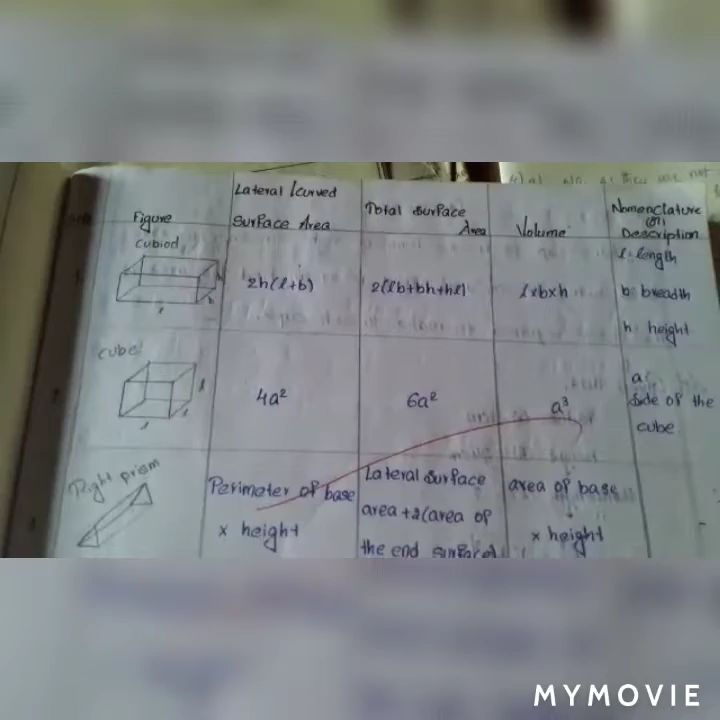 Lateral /curved
Surface Area
Figure
Total surface
Area
Volume
Nomenclature
(or)
Description
cubiod
2h(l+b)
2(lb+bh+hl)
lxbxh
l: length
b: breadth
h: height
h
b
l
cube
4a²
6a²
a³
a:
side of the
cube
l
l
l
Right prism
Perimater of base
x height
Lateral surface
area +2(area of
the end surface)
area of base
x height
MYMOVIE